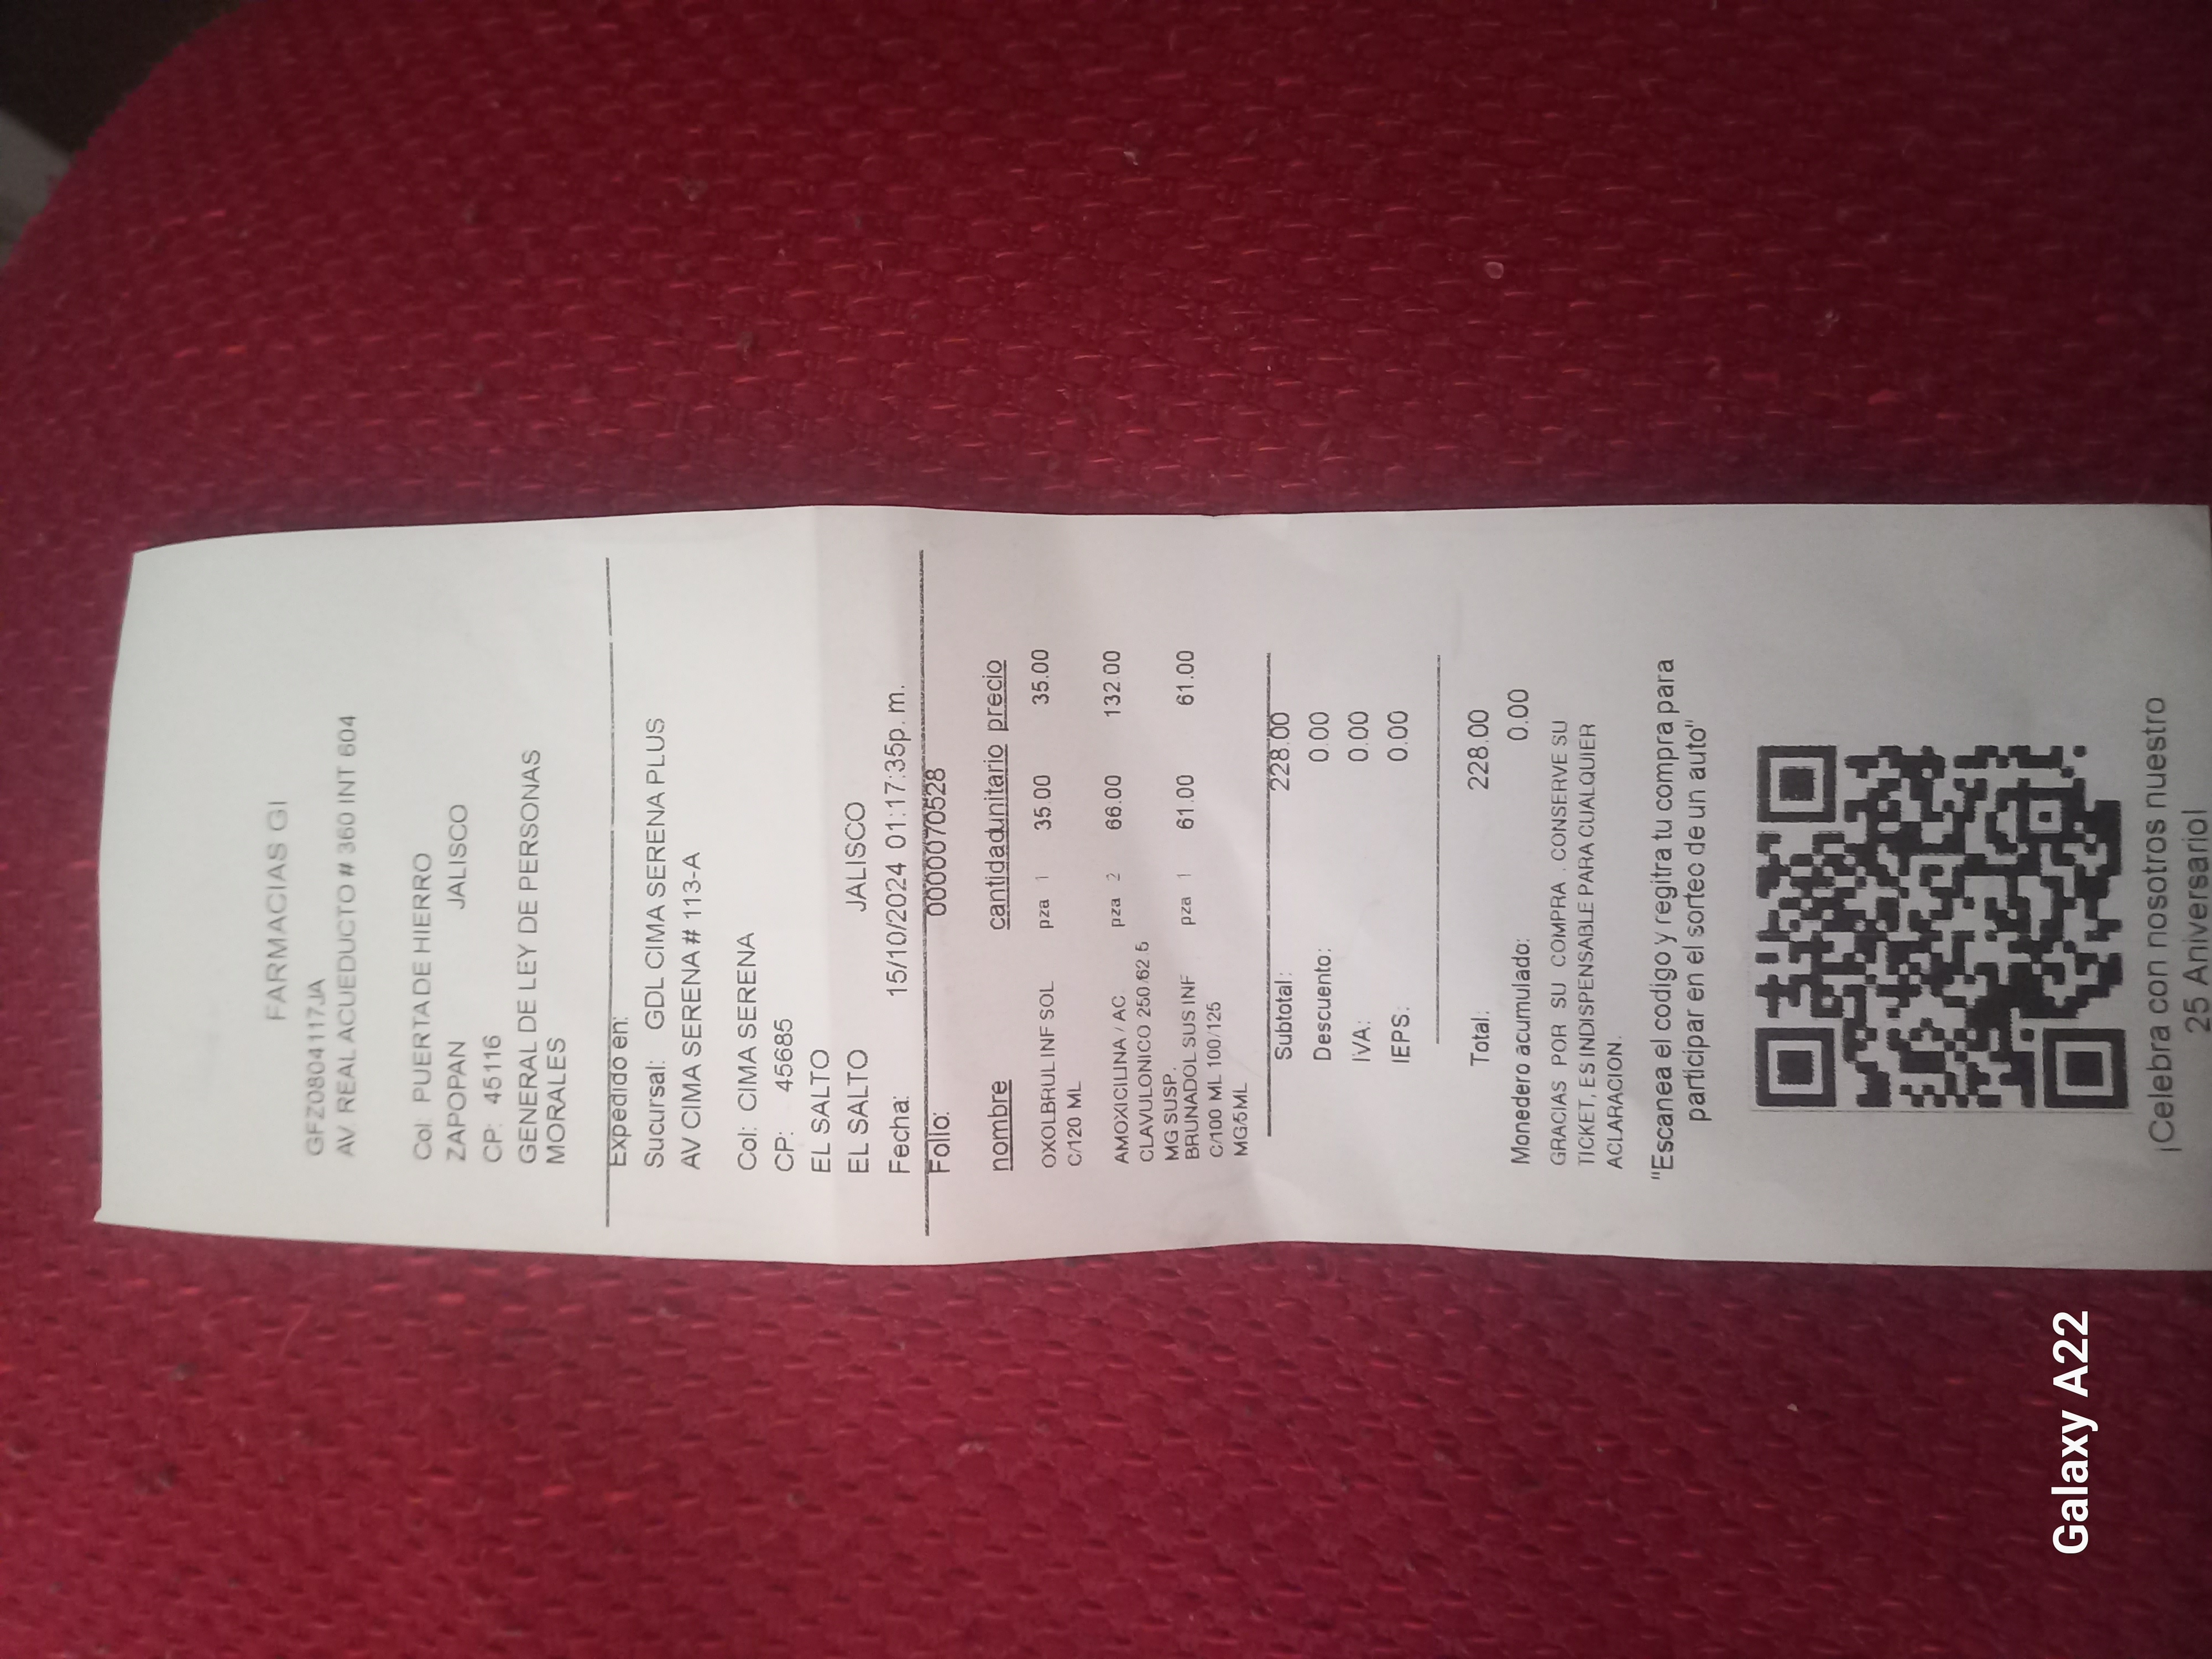 FARMACIAS GI
GFZ0804117JA
AV. REAL ACUEDUCTO # 360 INT 604
Col: PUERTA DE HIERRO
ZAPOPAN JALISCO
CP: 45116
GENERAL DE LEY DE PERSONAS
MORALES
Expedido en:
Sucursal: GDL CIMA SERENA PLUS
AV CIMA SERENA # 113-A
Col: CIMA SERENA
CP: 45685
EL SALTO
EL SALTO JALISCO
Fecha: 15/10/2024 01:17:35p. m.
Folio: 0000070528
nombre cantidad unitario precio
OXOLBRUL INF SOL pza 1 35.00 35.00
C/120 ML
AMOXICILINA / AC pza 2 66.00 132.00
CLAVULONICO 250/62.5
MG SUSP.
BRUNADOL SUS INF pza 1 61.00 61.00
C/100 ML 100/125
MG/5ML
Subtotal: 228.00
Descuento: 0.00
IVA: 0.00
IEPS: 0.00
Total: 228.00
Monedero acumulado: 0.00
GRACIAS POR SU COMPRA . CONSERVE SU
TICKET, ES INDISPENSABLE PARA CUALQUIER
ACLARACION.
"Escanea el codigo y regitra tu compra para
participar en el sorteo de un auto"
¡Celebra con nosotros nuestro
25 Aniversario!
Galaxy A22